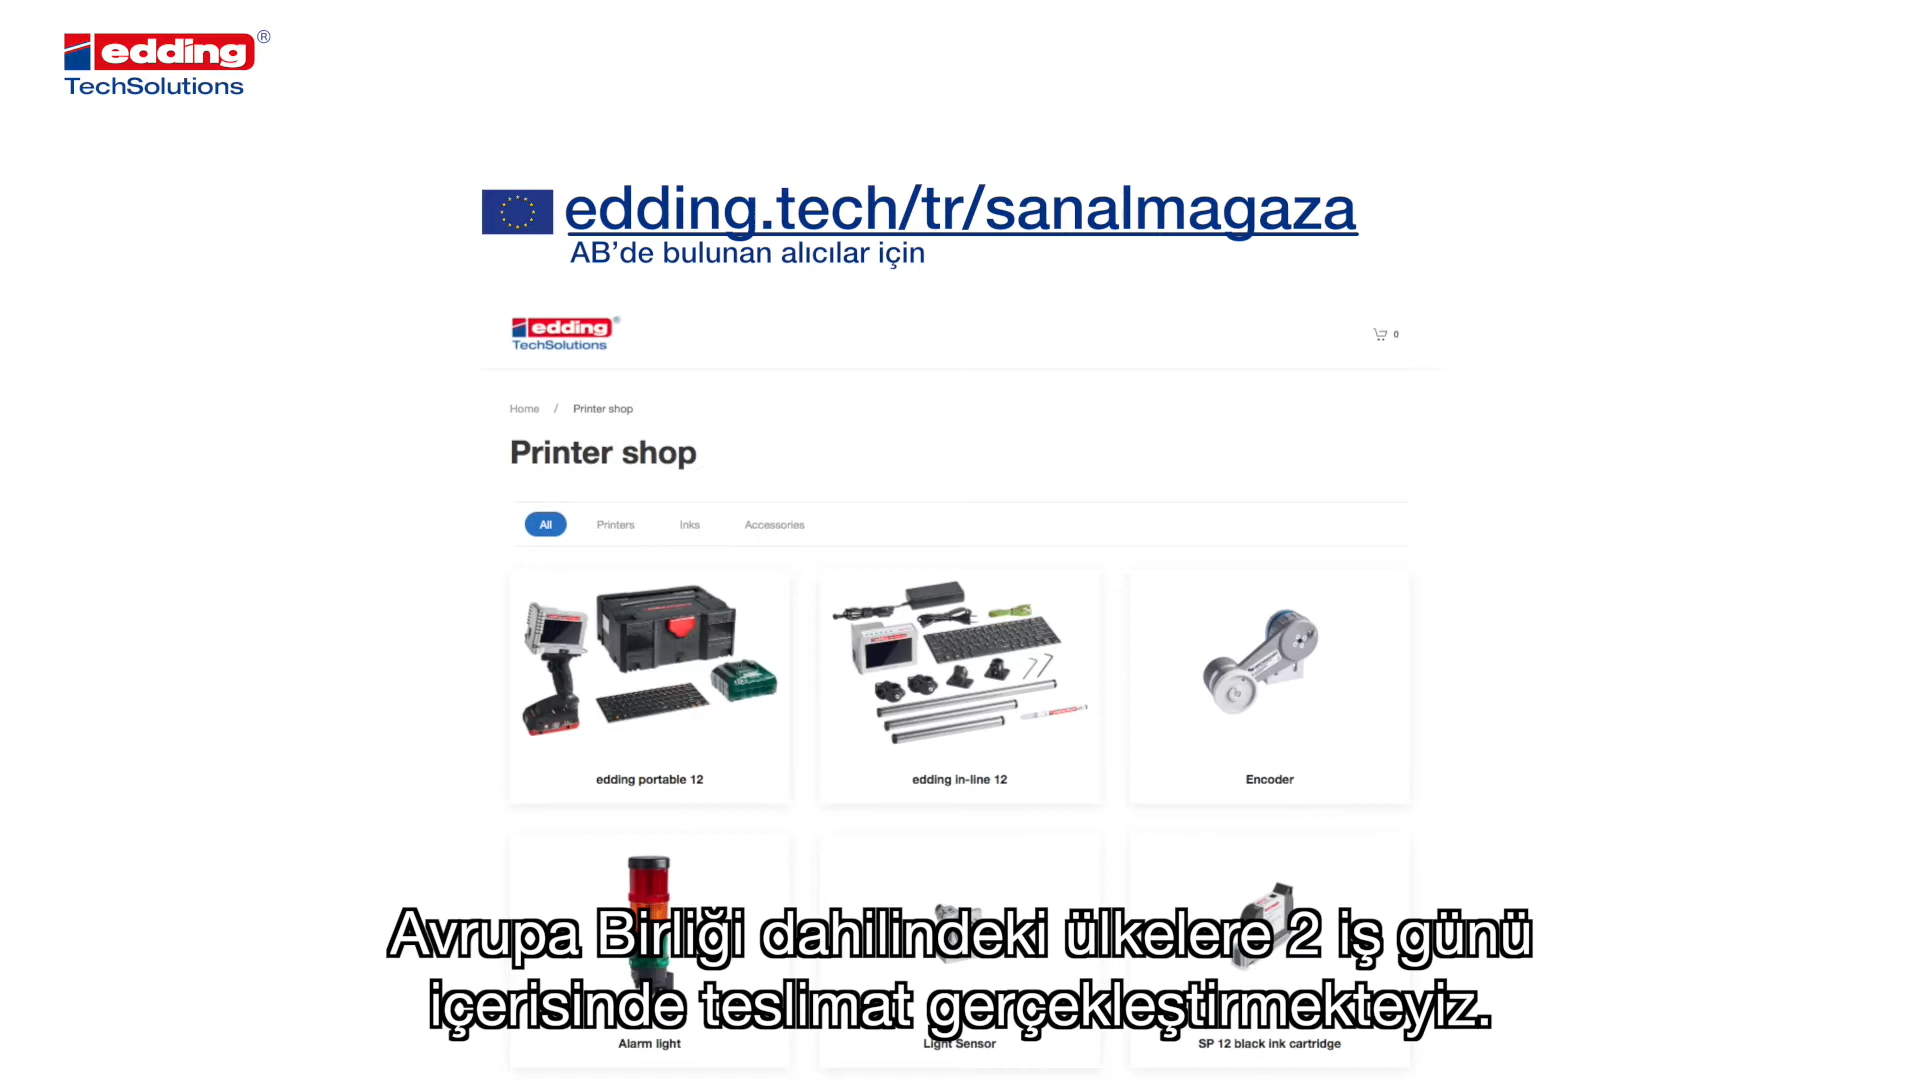 edding®
TechSolutions
edding.tech/tr/sanalmagaza
AB’de bulunan alıcılar için
edding
TechSolutions
0
Home / Printer shop
Printer shop
All Printers Inks Accessories
edding portable 12 edding in-line 12 Encoder
Avrupa Birliği dahilindeki ülkelere 2 iş günü
içerisinde teslimat gerçekleştirmekteyiz.
Alarm light Light Sensor SP 12 black ink cartridge